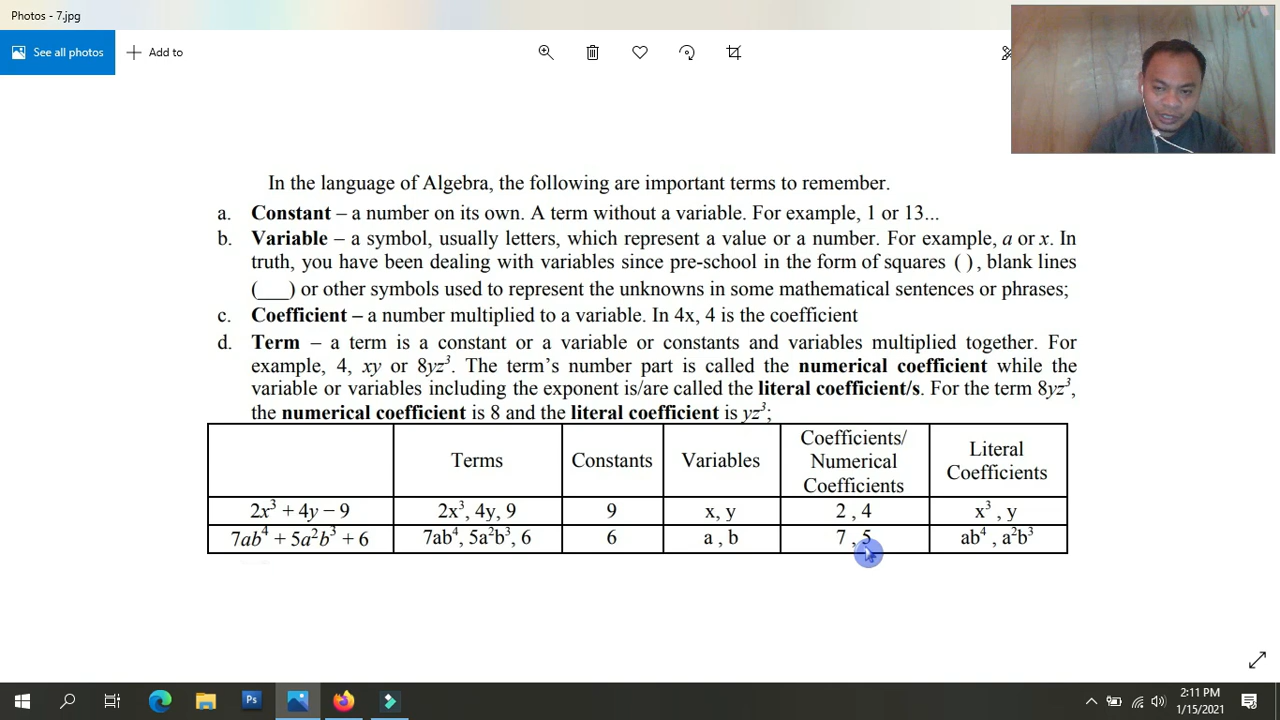 Photos - 7.jpg
See all photos
Add to
In the language of Algebra, the following are important terms to remember.
a. Constant – a number on its own. A term without a variable. For example, 1 or 13...
b. Variable – a symbol, usually letters, which represent a value or a number. For example, a or x. In
truth, you have been dealing with variables since pre-school in the form of squares ( ), blank lines
(___) or other symbols used to represent the unknowns in some mathematical sentences or phrases;
c. Coefficient – a number multiplied to a variable. In 4x, 4 is the coefficient
d. Term – a term is a constant or a variable or constants and variables multiplied together. For
example, 4, xy or 8yz³. The term’s number part is called the numerical coefficient while the
variable or variables including the exponent is/are called the literal coefficient/s. For the term 8yz³,
the numerical coefficient is 8 and the literal coefficient is yz³;
Terms Constants Variables Coefficients/ Numerical Coefficients Literal Coefficients
2x³ + 4y – 9 2x³, 4y, 9 9 x, y 2 , 4 x³ , y
7ab⁴ + 5a²b³ + 6 7ab⁴, 5a²b³, 6 6 a , b 7 , 5 ab⁴ , a²b³
Ps
2:11 PM
1/15/2021